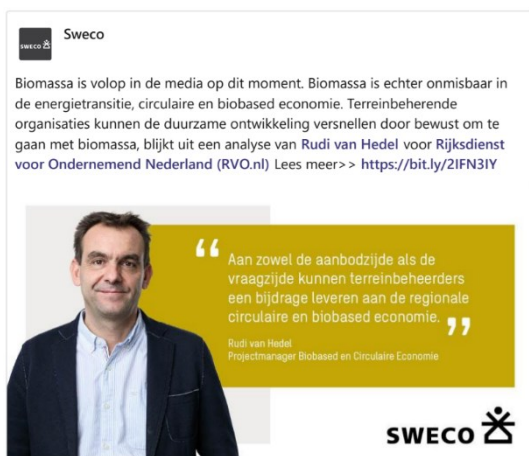 sweco
Sweco
Biomassa is volop in de media op dit moment. Biomassa is echter onmisbaar in
de energietransitie, circulaire en biobased economie. Terreinbeherende
organisaties kunnen de duurzame ontwikkeling versnellen door bewust om te
gaan met biomassa, blijkt uit een analyse van Rudi van Hedel voor Rijksdienst
voor Ondernemend Nederland (RVO.nl) Lees meer>> https://bit.ly/2IFN3IY
“ Aan zowel de aanbodzijde als de
vraagzijde kunnen terreinbeheerders
een bijdrage leveren aan de regionale
circulaire en biobased economie. ”
Rudi van Hedel
Projectmanager Biobased en Circulaire Economie
SWECO